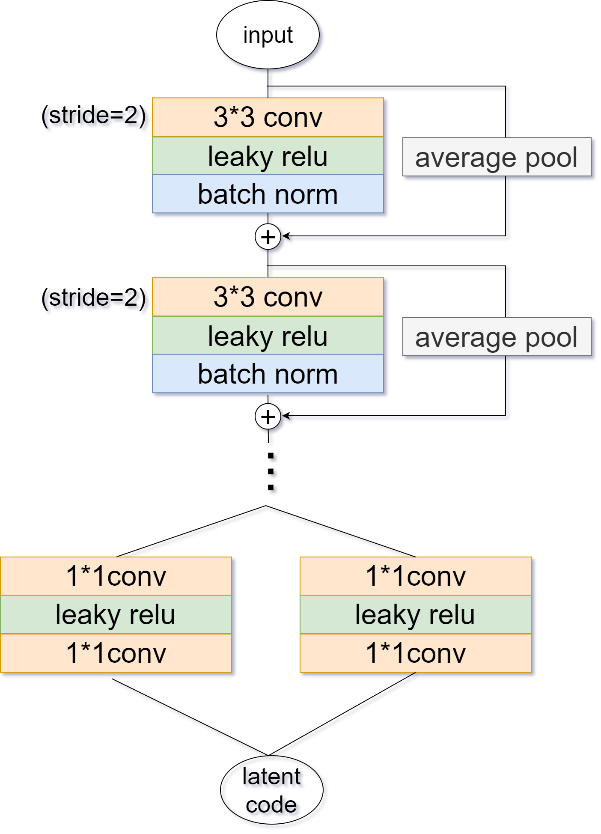 input
(stride=2)
3*3 conv
leaky relu
batch norm
average pool
+
(stride=2)
3*3 conv
leaky relu
batch norm
average pool
+
1*1conv
leaky relu
1*1conv
1*1conv
leaky relu
1*1conv
latent
code